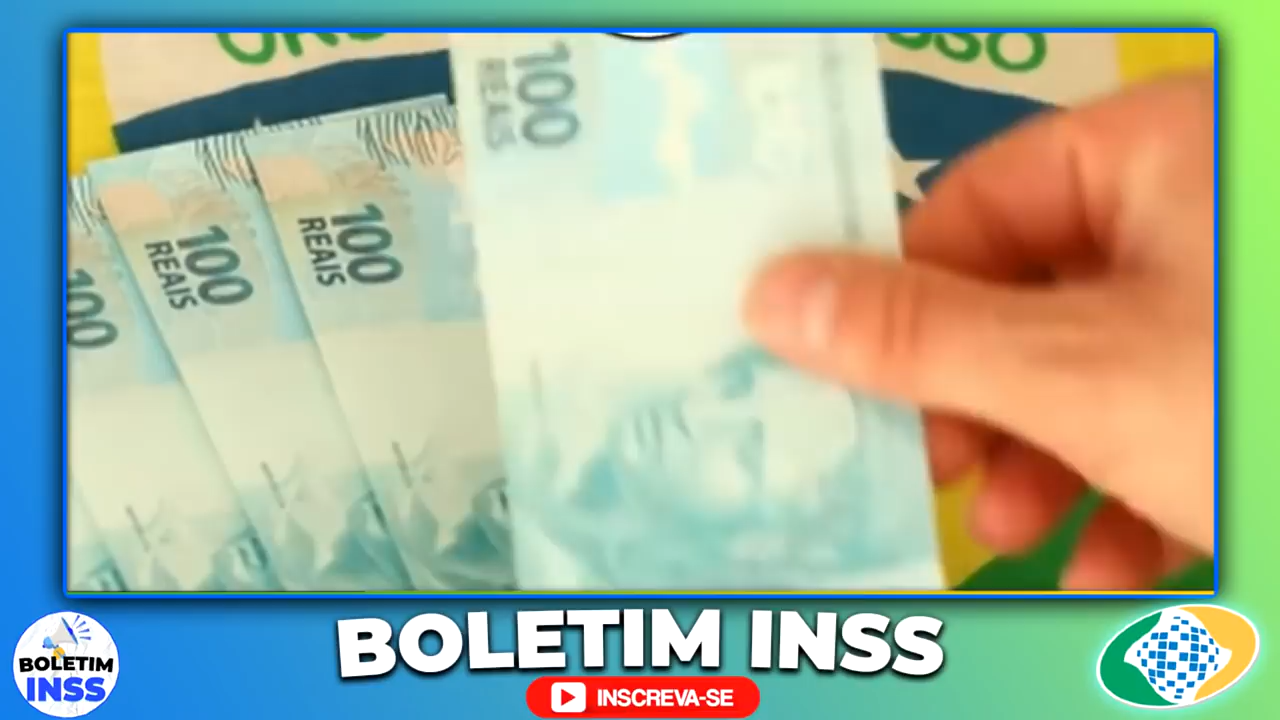 100
REAIS
100
REAIS
100
REAIS
100
BOLETIM INSS
INSCREVA-SE
BOLETIM
INSS